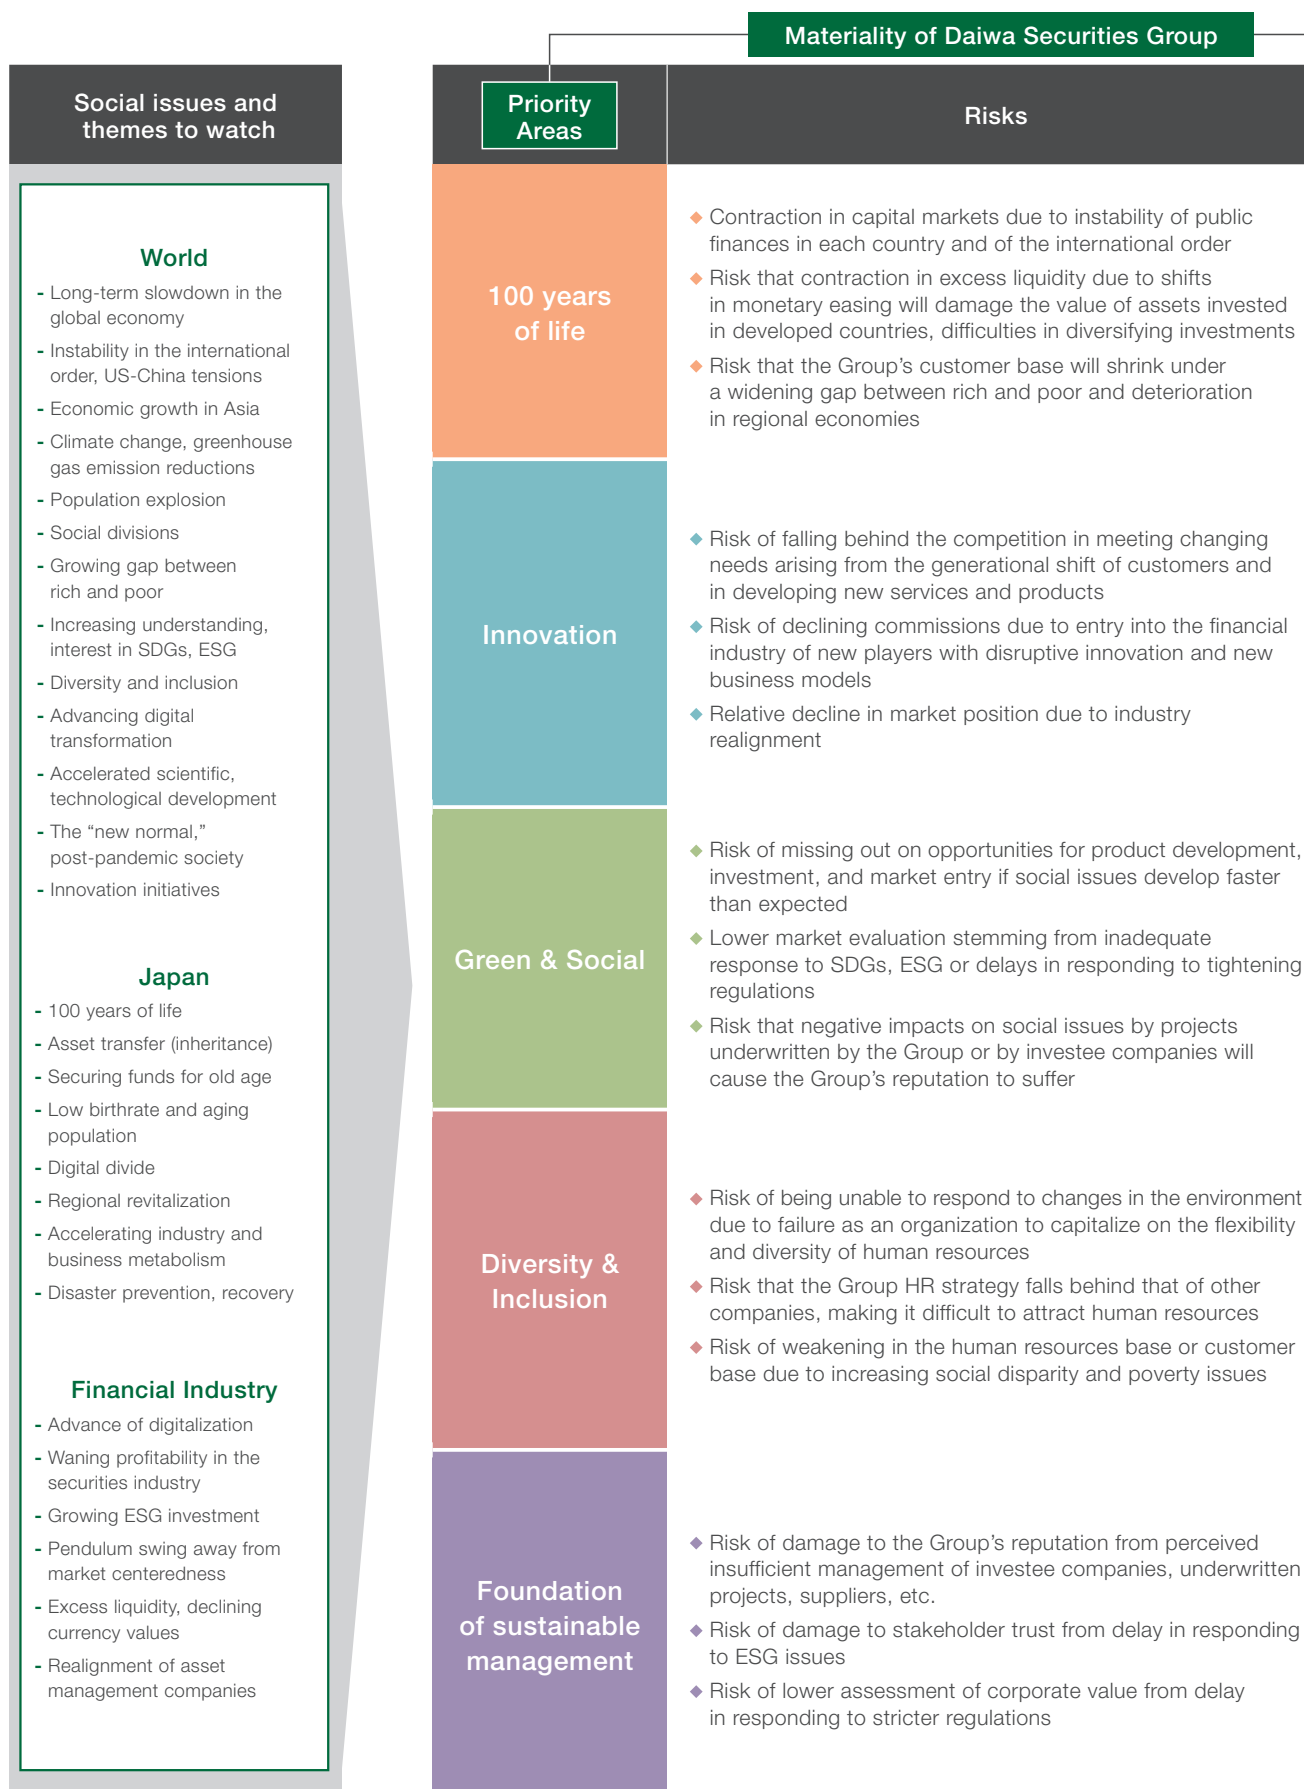 Materiality of Daiwa Securities Group
Social issues and
themes to watch
World
- Long-term slowdown in the
global economy
- Instability in the international
order, US-China tensions
- Economic growth in Asia
- Climate change, greenhouse
gas emission reductions
- Population explosion
- Social divisions
- Growing gap between
rich and poor
- Increasing understanding,
interest in SDGs, ESG
- Diversity and inclusion
- Advancing digital
transformation
- Accelerated scientific,
technological development
- The “new normal,”
post-pandemic society
- Innovation initiatives
Japan
- 100 years of life
- Asset transfer (inheritance)
- Securing funds for old age
- Low birthrate and aging
population
- Digital divide
- Regional revitalization
- Accelerating industry and
business metabolism
- Disaster prevention, recovery
Financial Industry
- Advance of digitalization
- Waning profitability in the
securities industry
- Growing ESG investment
- Pendulum swing away from
market centeredness
- Excess liquidity, declining
currency values
- Realignment of asset
management companies
Priority
Areas
Risks
100 years
of life
◆ Contraction in capital markets due to instability of public
finances in each country and of the international order
◆ Risk that contraction in excess liquidity due to shifts
in monetary easing will damage the value of assets invested
in developed countries, difficulties in diversifying investments
◆ Risk that the Group’s customer base will shrink under
a widening gap between rich and poor and deterioration
in regional economies
Innovation
◆ Risk of falling behind the competition in meeting changing
needs arising from the generational shift of customers and
in developing new services and products
◆ Risk of declining commissions due to entry into the financial
industry of new players with disruptive innovation and new
business models
◆ Relative decline in market position due to industry
realignment
Green & Social
◆ Risk of missing out on opportunities for product development,
investment, and market entry if social issues develop faster
than expected
◆ Lower market evaluation stemming from inadequate
response to SDGs, ESG or delays in responding to tightening
regulations
◆ Risk that negative impacts on social issues by projects
underwritten by the Group or by investee companies will
cause the Group’s reputation to suffer
Diversity &
Inclusion
◆ Risk of being unable to respond to changes in the environment
due to failure as an organization to capitalize on the flexibility
and diversity of human resources
◆ Risk that the Group HR strategy falls behind that of other
companies, making it difficult to attract human resources
◆ Risk of weakening in the human resources base or customer
base due to increasing social disparity and poverty issues
Foundation
of sustainable
management
◆ Risk of damage to the Group’s reputation from perceived
insufficient management of investee companies, underwritten
projects, suppliers, etc.
◆ Risk of damage to stakeholder trust from delay in responding
to ESG issues
◆ Risk of lower assessment of corporate value from delay
in responding to stricter regulations